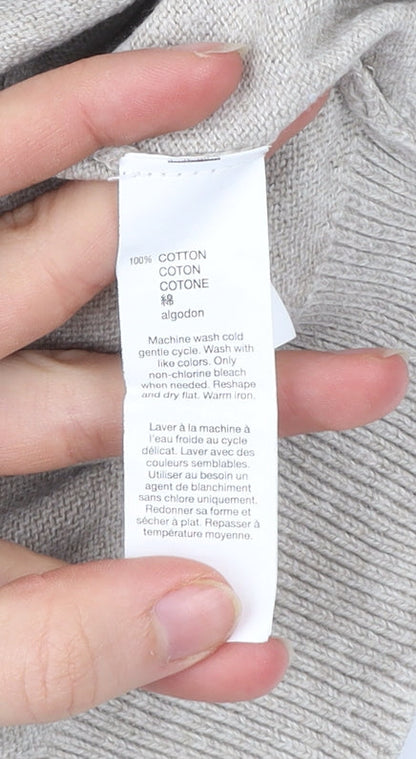 100% COTTON
COTON
COTONE
綿
algodon
Machine wash cold
gentle cycle. Wash with
like colors. Only
non-chlorine bleach
when needed. Reshape
and dry flat. Warm iron.
Laver à la machine à
l'eau froide au cycle
délicat. Laver avec des
couleurs semblables.
Utiliser au besoin un
agent de blanchiment
sans chlore uniquement.
Redonner sa forme et
sécher à plat. Repasser à
température moyenne.